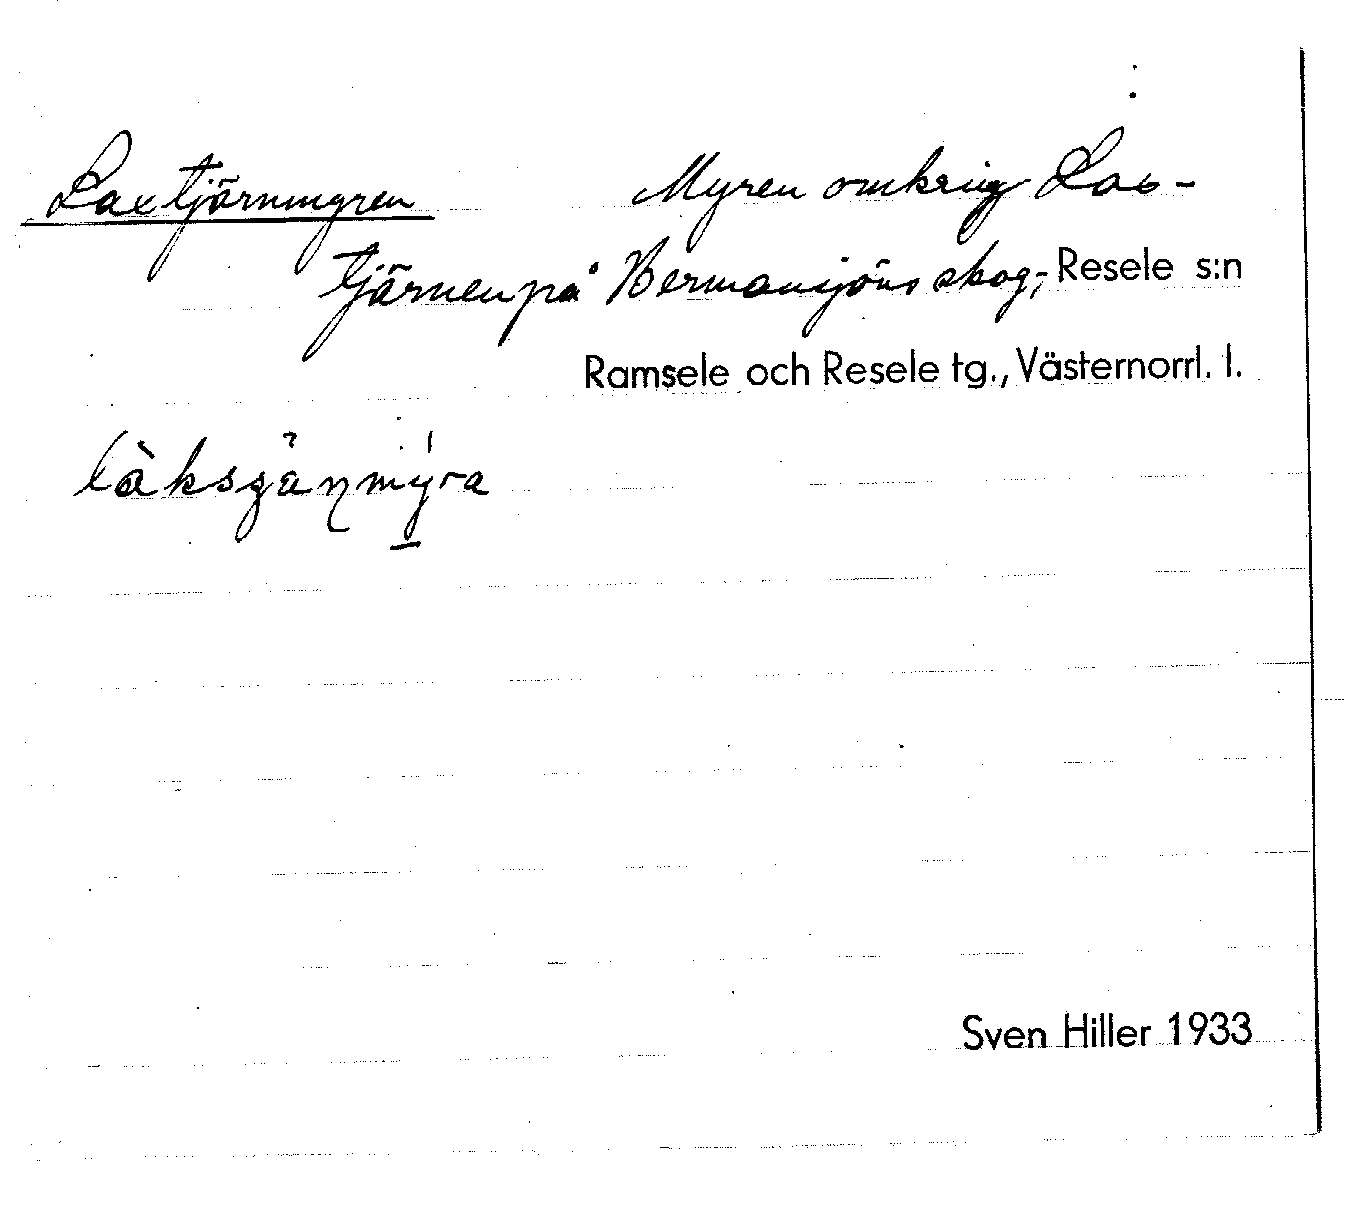 Laxtjärnmyren Myren omkring Lax-
tjärnen på Hermansjöns skog, Resele s:n
Ramsele och Resele tg., Västernorrl. l.
Sven Hiller 1933